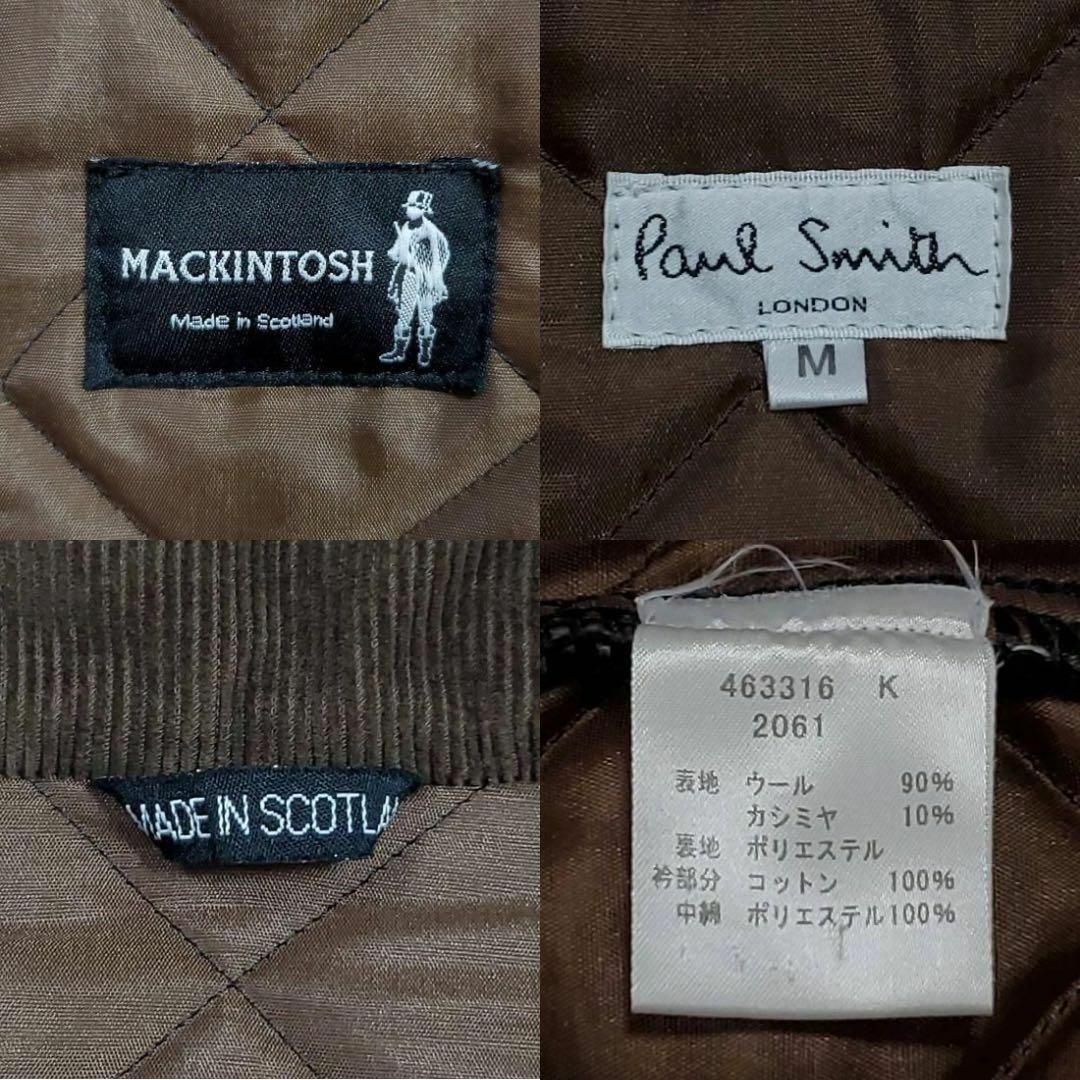 MACKINTOSH
Made in Scotland
Paul Smith
LONDON
M
MADE IN SCOTLA
463316 K
2061
表地 ウール 90%
カシミヤ 10%
裏地 ポリエステル
衿部分 コットン 100%
中綿 ポリエステル100%